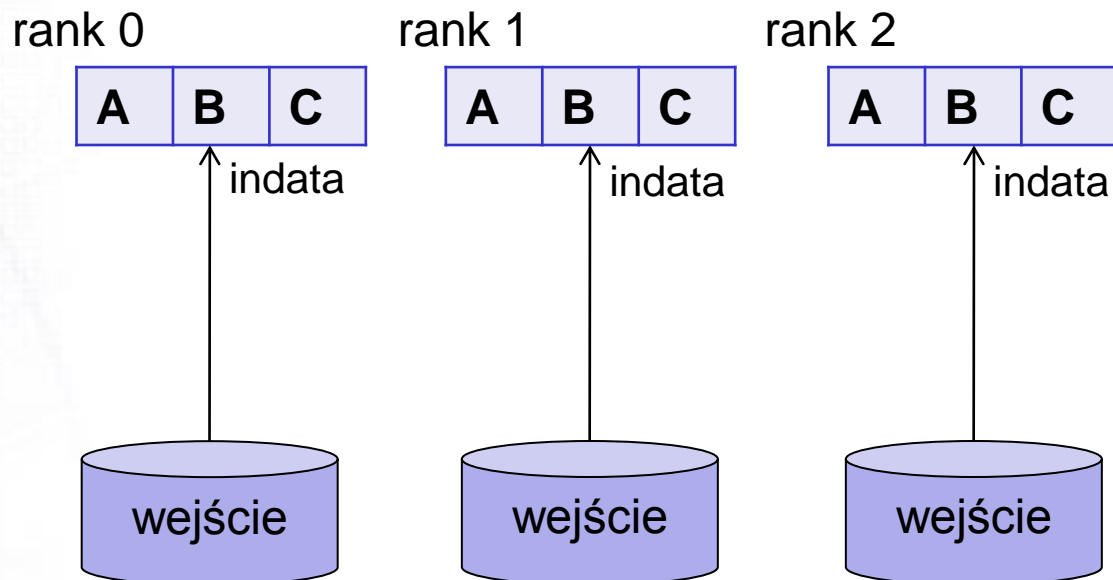 rank 0 rank 1 rank 2
A B C A B C A B C
indata indata indata
wejście wejście wejście